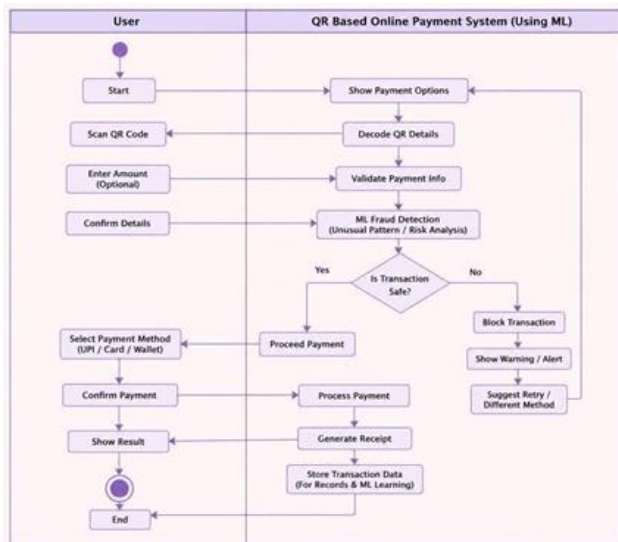 User
QR Based Online Payment System (Using ML)
Start
Show Payment Options
Scan QR Code
Decode QR Details
Enter Amount
(Optional)
Validate Payment Info
Confirm Details
ML Fraud Detection
(Unusual Pattern / Risk Analysis)
Yes
Is Transaction
Safe?
No
Block Transaction
Select Payment Method
(UPI / Card / Wallet)
Proceed Payment
Show Warning / Alert
Suggest Retry /
Different Method
Confirm Payment
Process Payment
Show Result
Generate Receipt
Store Transaction Data
(For Records & ML Learning)
End